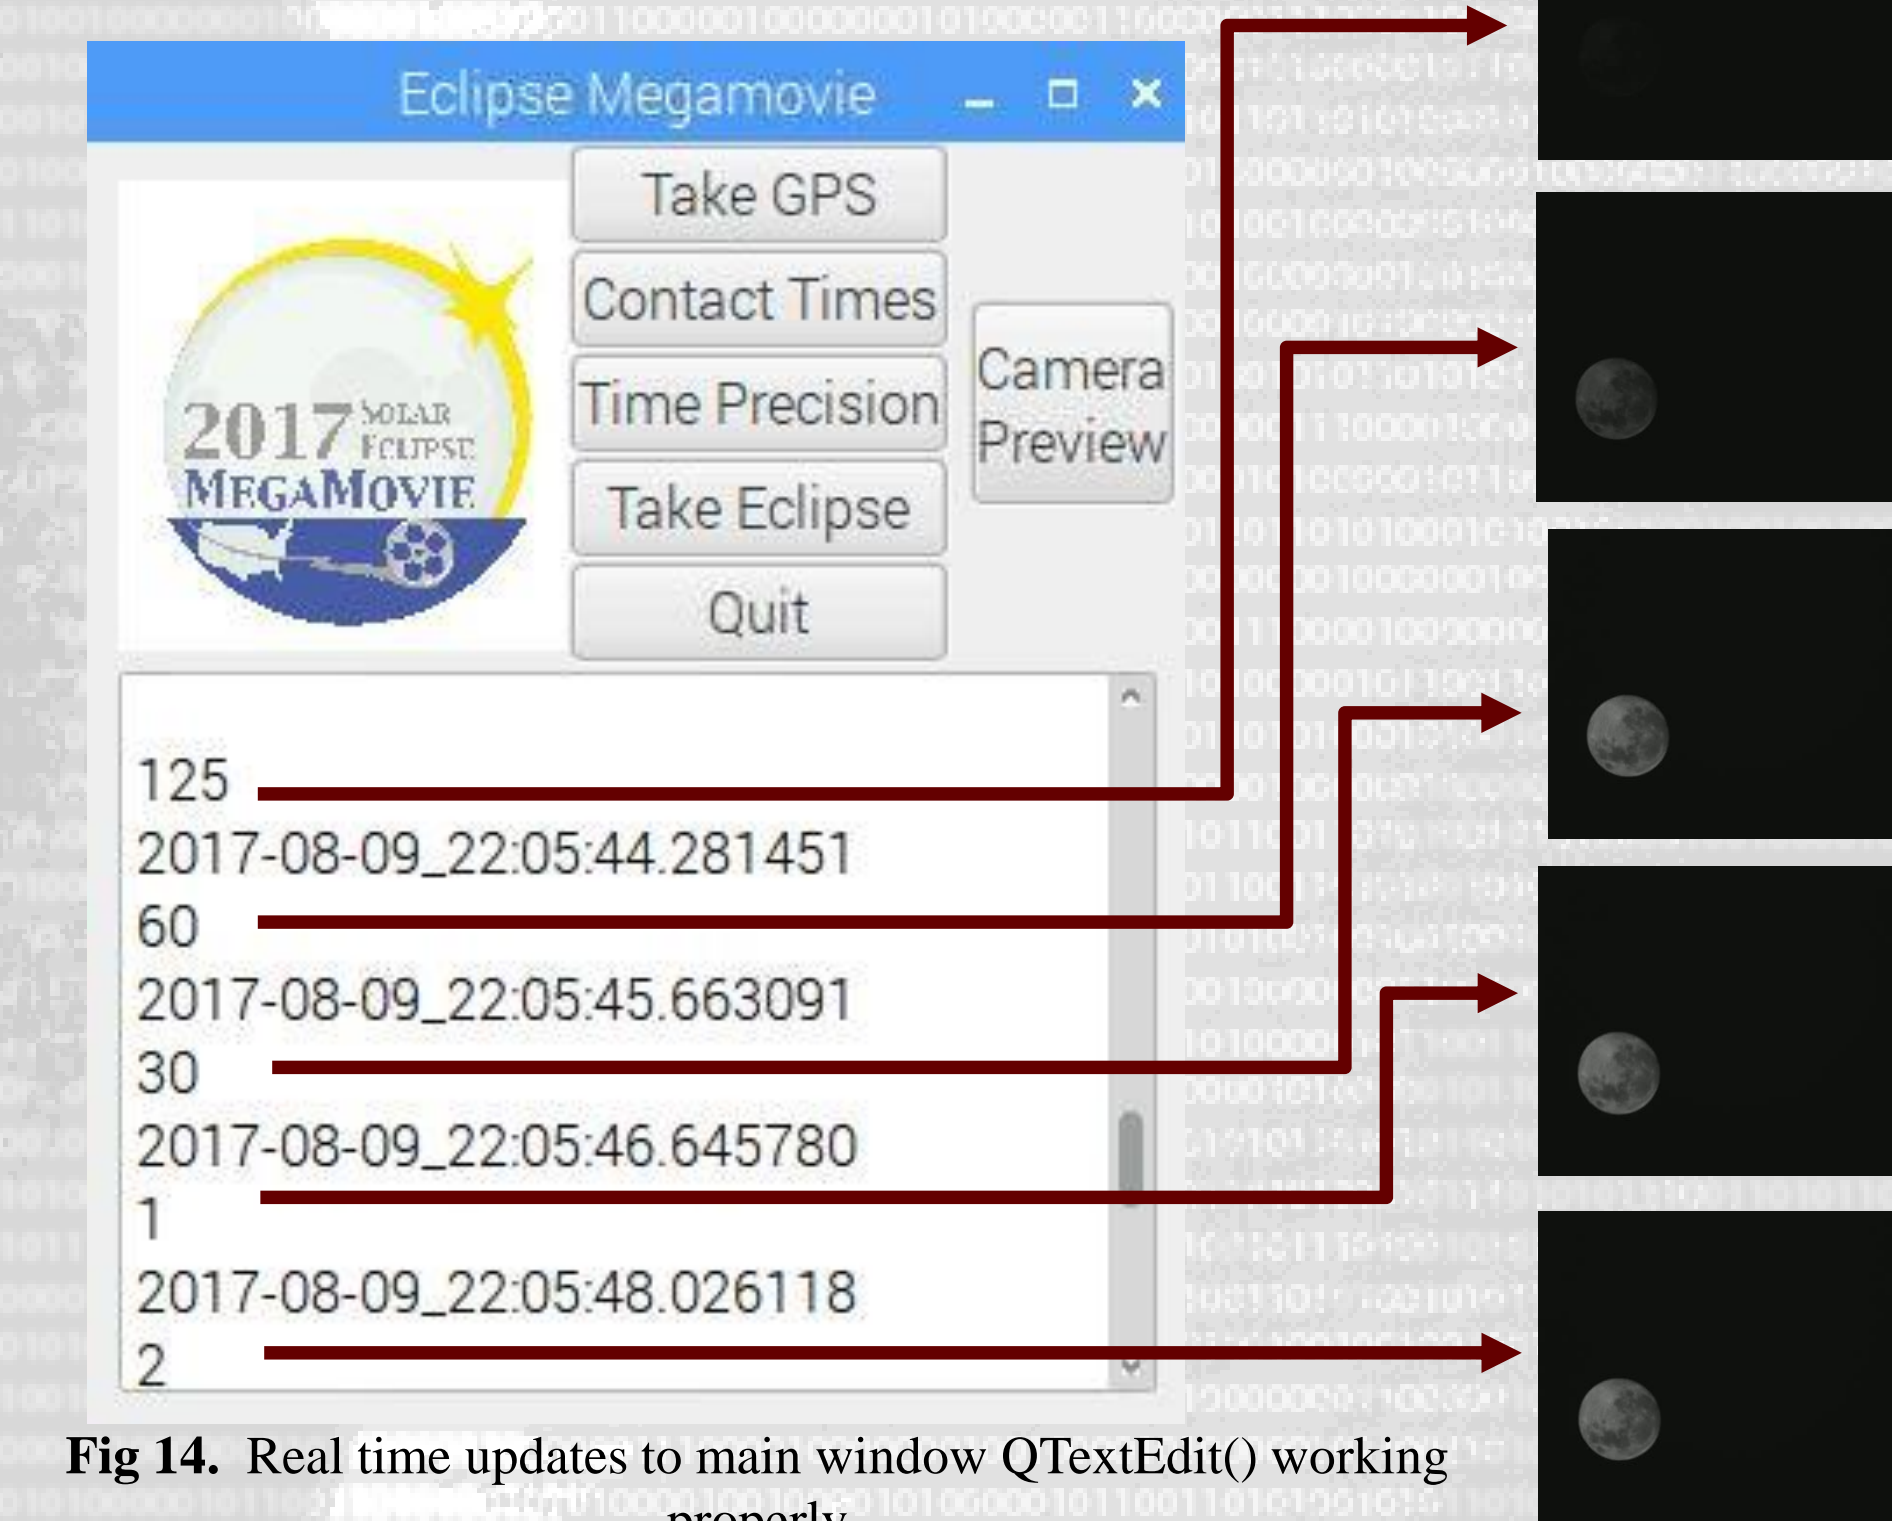 Eclipse Megamovie
Take GPS
Contact Times
Time Precision
Take Eclipse
Quit
Camera
Preview
2017 SOLAR
ECLIPSE
MEGAMOVIE
125
2017-08-09_22:05:44.281451
60
2017-08-09_22:05:45.663091
30
2017-08-09_22:05:46.645780
1
2017-08-09_22:05:48.026118
2
Fig 14. Real time updates to main window QTextEdit() working
properly